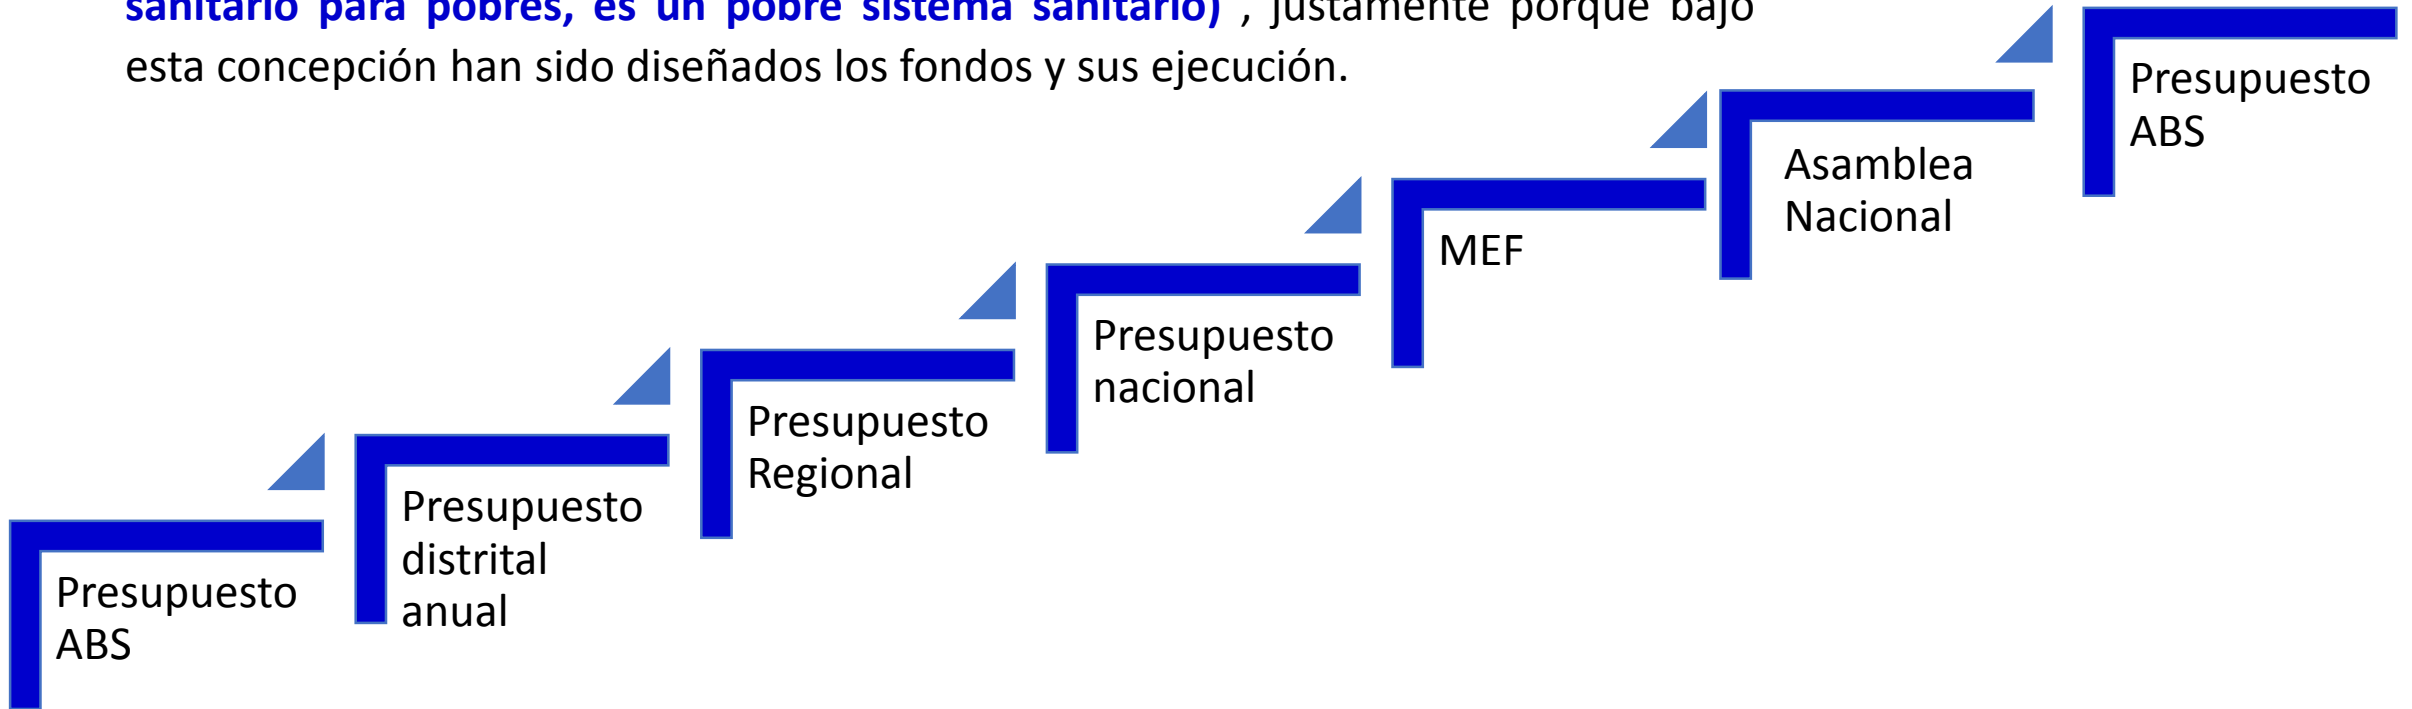 sanitario para pobres, es un pobre sistema sanitario) , justamente porque bajo
esta concepción han sido diseñados los fondos y sus ejecución.
Presupuesto
ABS
Presupuesto
distrital
anual
Presupuesto
Regional
Presupuesto
nacional
MEF
Asamblea
Nacional
Presupuesto
ABS